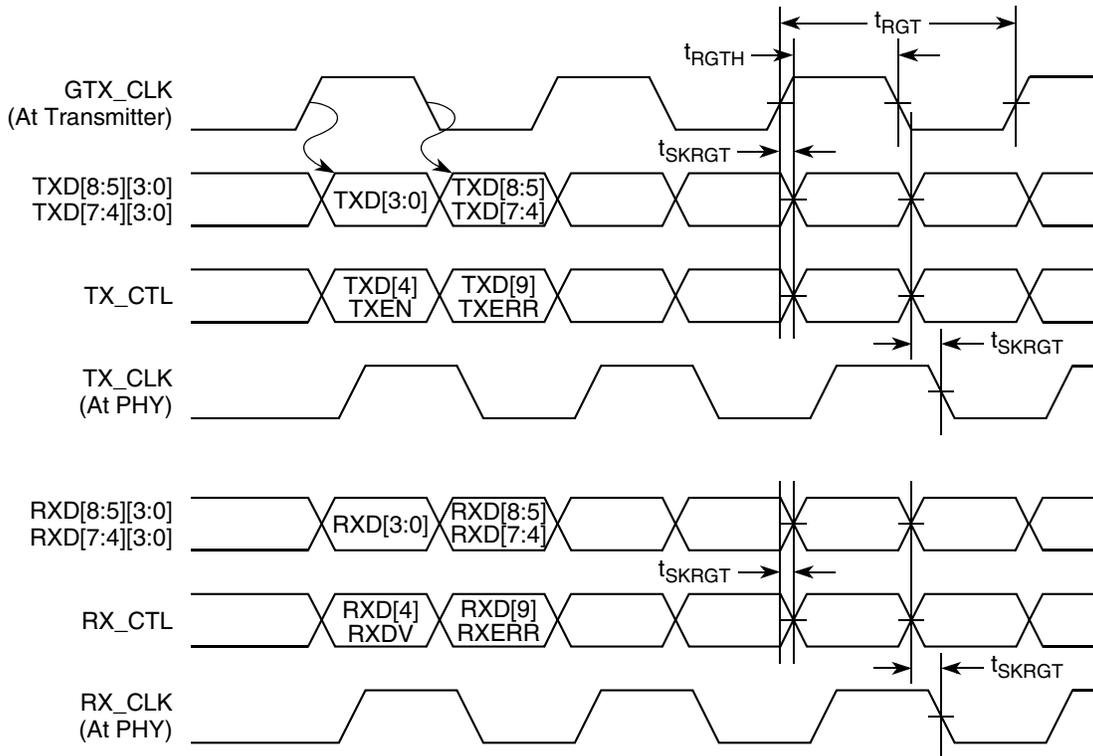 tRGT
tRGTH
GTX_CLK
(At Transmitter)
tSKRGT
TXD[8:5][3:0]
TXD[7:4][3:0]
TXD[3:0]
TXD[8:5]
TXD[7:4]
TX_CTL
TXD[4]
TXEN
TXD[9]
TXERR
tSKRGT
TX_CLK
(At PHY)
RXD[8:5][3:0]
RXD[7:4][3:0]
RXD[3:0]
RXD[8:5]
RXD[7:4]
tSKRGT
RX_CTL
RXD[4]
RXDV
RXD[9]
RXERR
tSKRGT
RX_CLK
(At PHY)